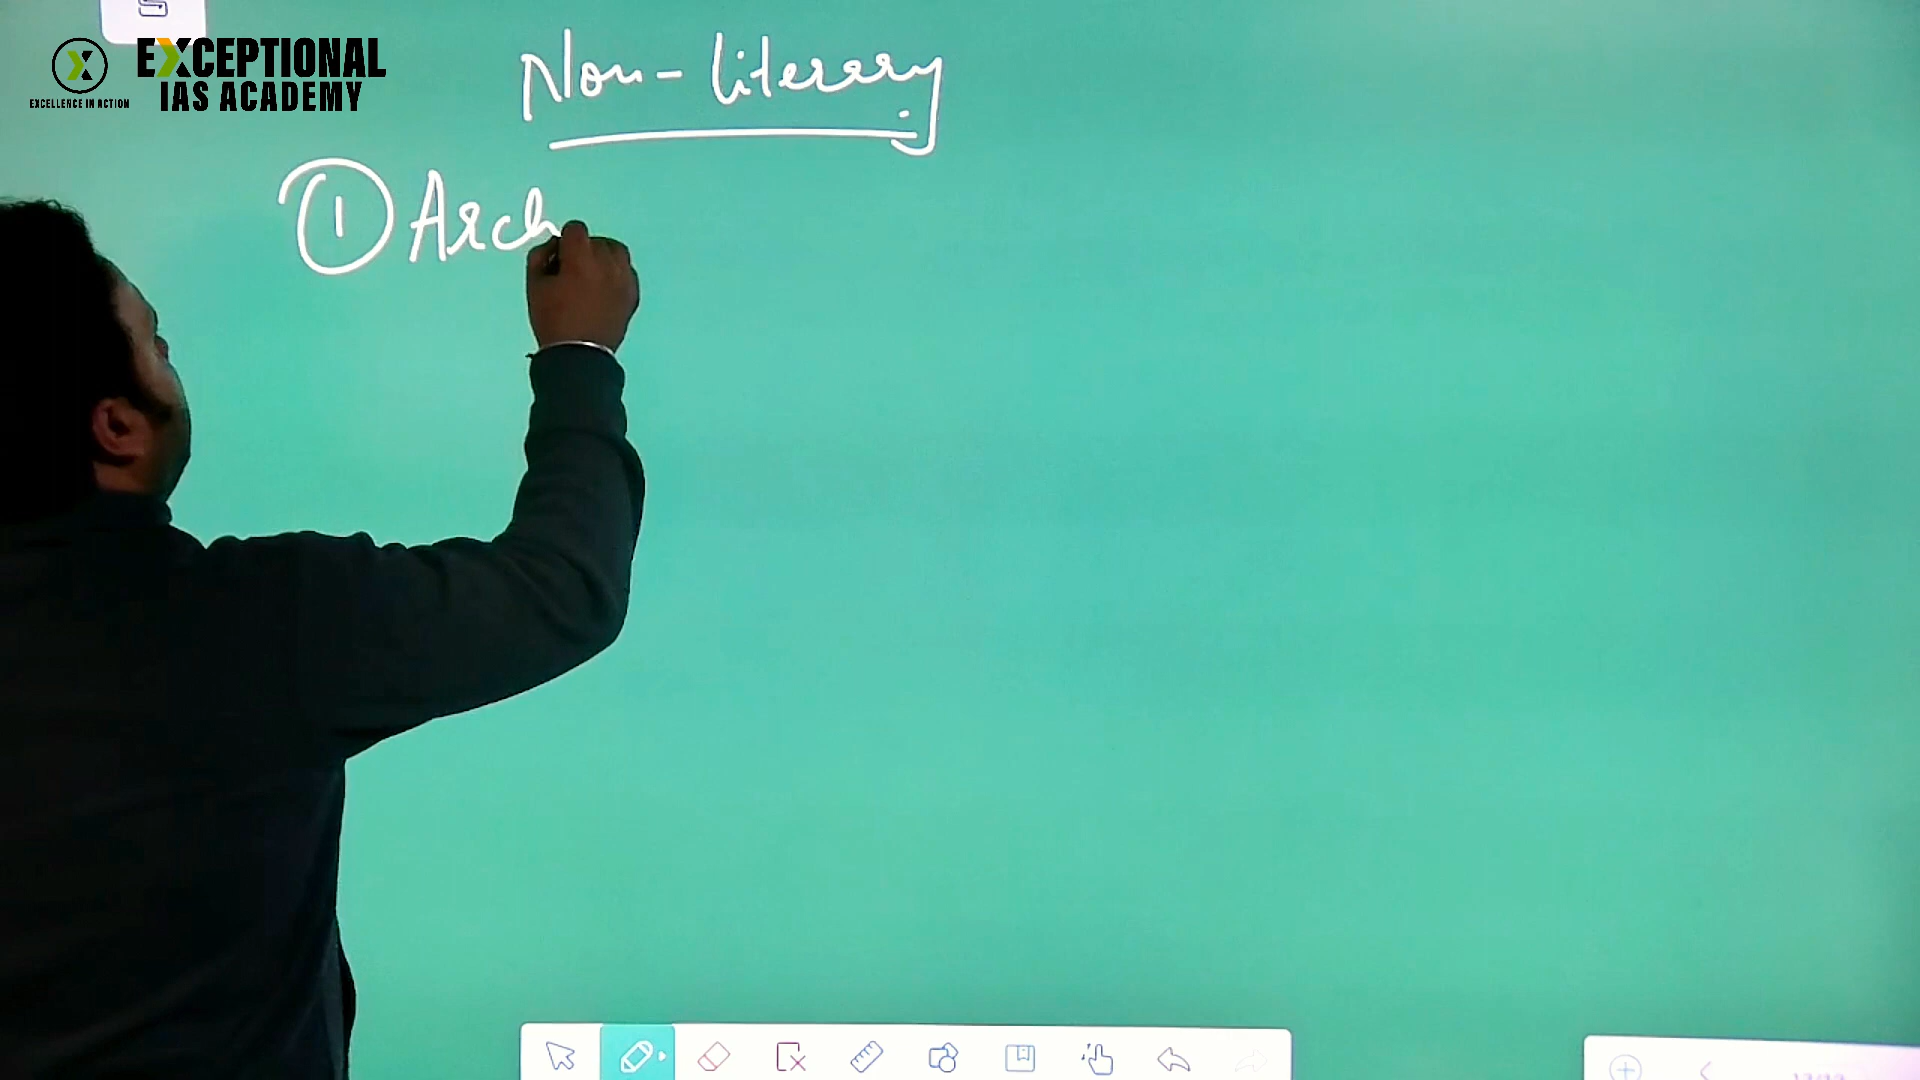 EXCEPTIONAL
IAS ACADEMY
EXCELLENCE IN ACTION
Non-literary
① Arch